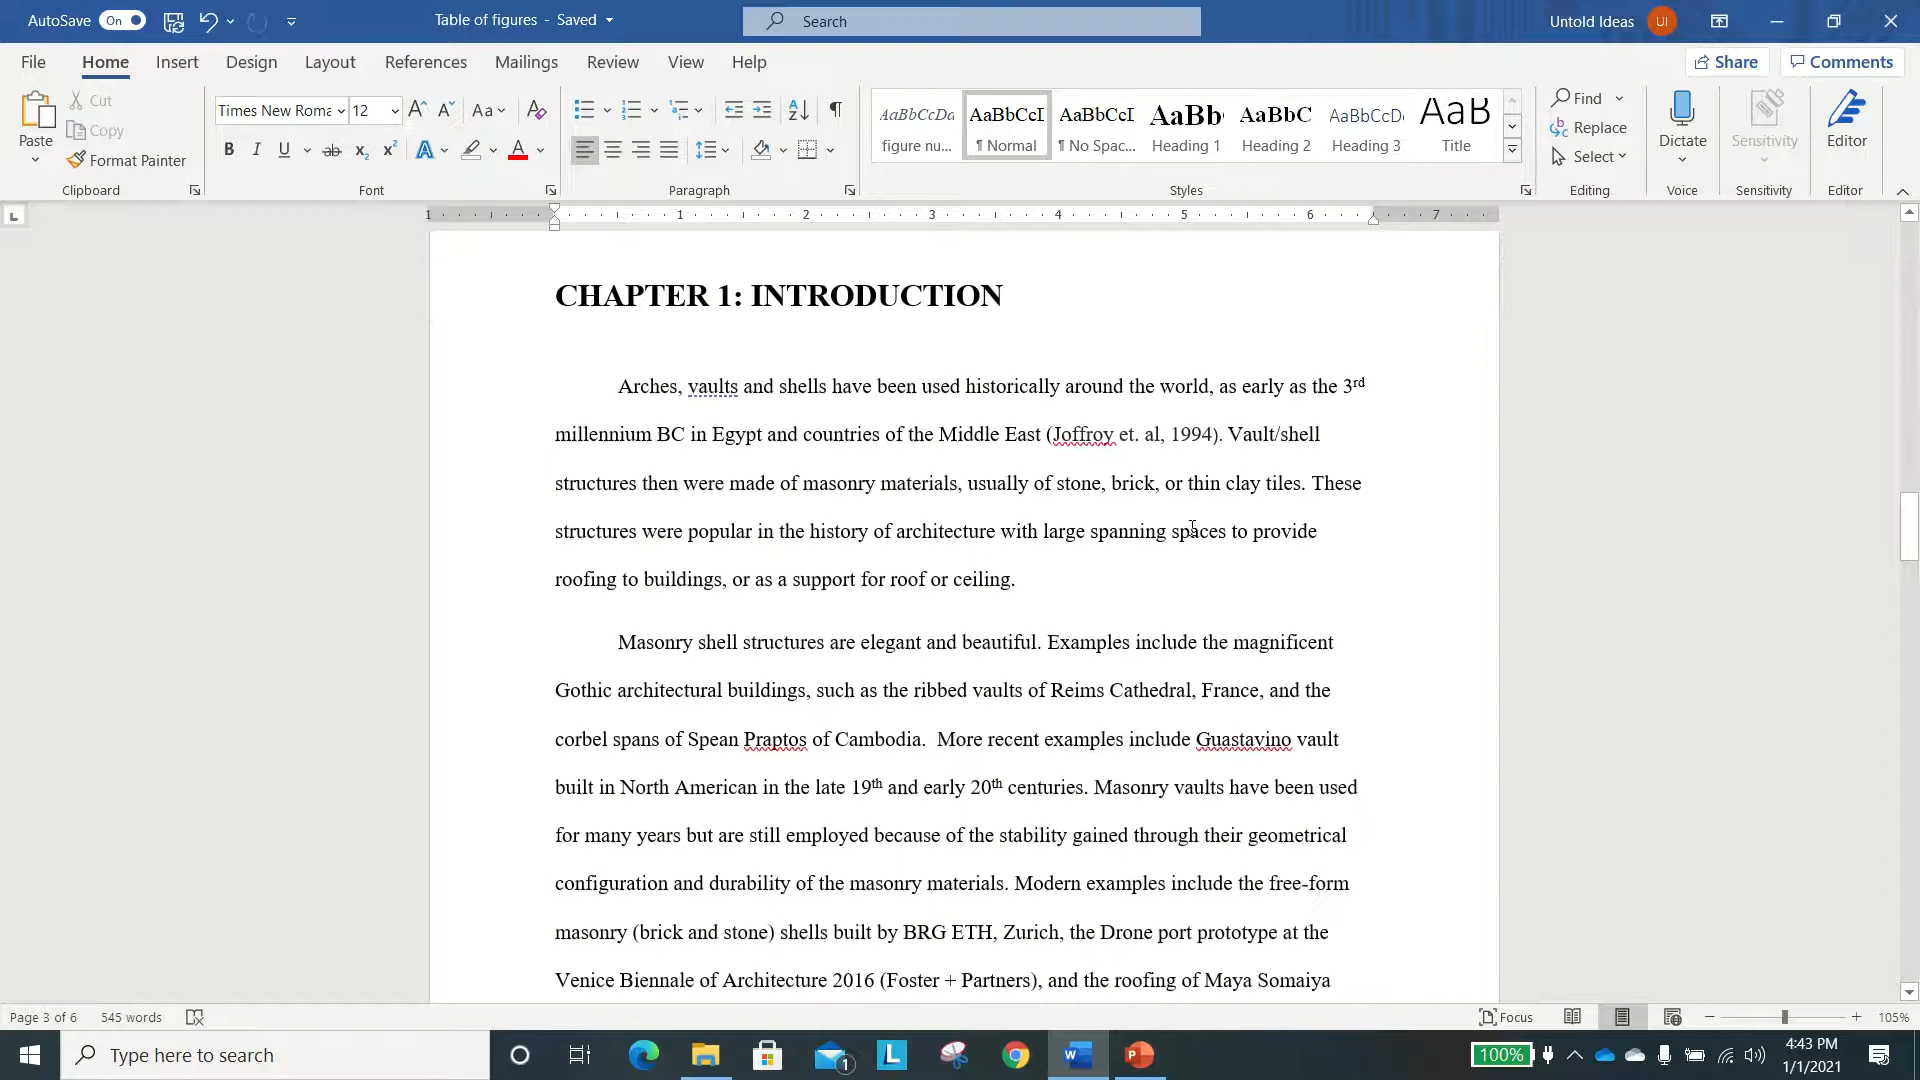 AutoSave On Table of figures - Saved Search Untold Ideas UI
File Home Insert Design Layout References Mailings Review View Help Share Comments
Paste Cut Copy Format Painter Clipboard
Times New Roma 12 Aa Font
Paragraph
AaBbCcDd AaBbCcI AaBbCcI AaBb AaBbC AaBbCcD AaB
figure nu... ¶ Normal ¶ No Spac... Heading 1 Heading 2 Heading 3 Title
Styles
Find Replace Select Editing
Dictate Voice
Sensitivity Sensitivity
Editor Editor
1 1 2 3 4 5 6 7
CHAPTER 1: INTRODUCTION
Arches, vaults and shells have been used historically around the world, as early as the 3rd
millennium BC in Egypt and countries of the Middle East (Joffroy et. al, 1994). Vault/shell
structures then were made of masonry materials, usually of stone, brick, or thin clay tiles. These
structures were popular in the history of architecture with large spanning spaces to provide
roofing to buildings, or as a support for roof or ceiling.
Masonry shell structures are elegant and beautiful. Examples include the magnificent
Gothic architectural buildings, such as the ribbed vaults of Reims Cathedral, France, and the
corbel spans of Spean Praptos of Cambodia.  More recent examples include Guastavino vault
built in North American in the late 19th and early 20th centuries. Masonry vaults have been used
for many years but are still employed because of the stability gained through their geometrical
configuration and durability of the masonry materials. Modern examples include the free-form
masonry (brick and stone) shells built by BRG ETH, Zurich, the Drone port prototype at the
Venice Biennale of Architecture 2016 (Foster + Partners), and the roofing of Maya Somaiya
Page 3 of 6 545 words Focus 105%
Type here to search 1 100% 4:43 PM
1/1/2021